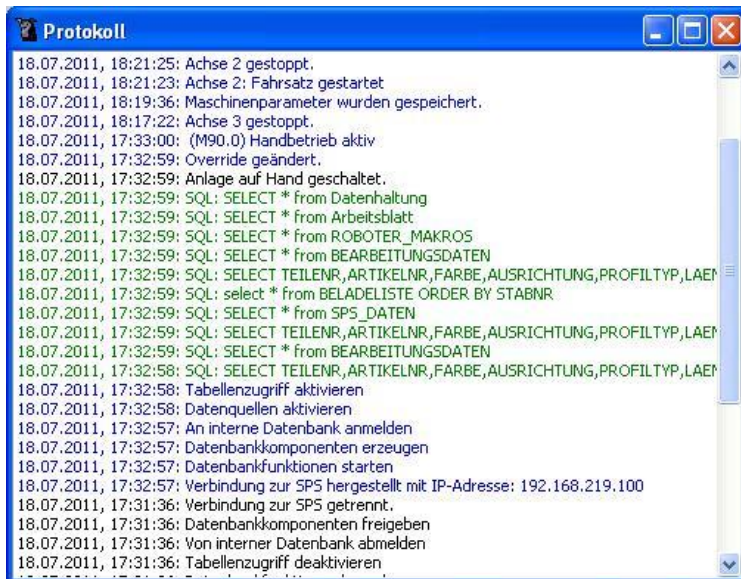 Protokoll
18.07.2011, 18:21:25: Achse 2 gestoppt.
18.07.2011, 18:21:23: Achse 2: Fahrsatz gestartet
18.07.2011, 18:19:36: Maschinenparameter wurden gespeichert.
18.07.2011, 18:17:22: Achse 3 gestoppt.
18.07.2011, 17:33:00: (M90.0) Handbetrieb aktiv
18.07.2011, 17:32:59: Override geändert.
18.07.2011, 17:32:59: Anlage auf Hand geschaltet.
18.07.2011, 17:32:59: SQL: SELECT * from Datenhaltung
18.07.2011, 17:32:59: SQL: SELECT * from Arbeitsblatt
18.07.2011, 17:32:59: SQL: SELECT * from ROBOTER_MAKROS
18.07.2011, 17:32:59: SQL: SELECT * from BEARBEITUNGSDATEN
18.07.2011, 17:32:59: SQL: SELECT TEILENR,ARTIKELNR,FARBE,AUSRICHTUNG,PROFILTYP,LAEN
18.07.2011, 17:32:59: SQL: select * from BELADELISTE ORDER BY STABNR
18.07.2011, 17:32:59: SQL: SELECT * from SPS_DATEN
18.07.2011, 17:32:59: SQL: SELECT TEILENR,ARTIKELNR,FARBE,AUSRICHTUNG,PROFILTYP,LAEN
18.07.2011, 17:32:59: SQL: SELECT * from BEARBEITUNGSDATEN
18.07.2011, 17:32:58: SQL: SELECT TEILENR,ARTIKELNR,FARBE,AUSRICHTUNG,PROFILTYP,LAEN
18.07.2011, 17:32:58: Tabellenzugriff aktivieren
18.07.2011, 17:32:58: Datenquellen aktivieren
18.07.2011, 17:32:57: An interne Datenbank anmelden
18.07.2011, 17:32:57: Datenbankkomponenten erzeugen
18.07.2011, 17:32:57: Datenbankfunktionen starten
18.07.2011, 17:32:57: Verbindung zur SPS hergestellt mit IP-Adresse: 192.168.219.100
18.07.2011, 17:31:36: Verbindung zur SPS getrennt.
18.07.2011, 17:31:36: Datenbankkomponenten freigeben
18.07.2011, 17:31:36: Von interner Datenbank abmelden
18.07.2011, 17:31:36: Tabellenzugriff deaktivieren